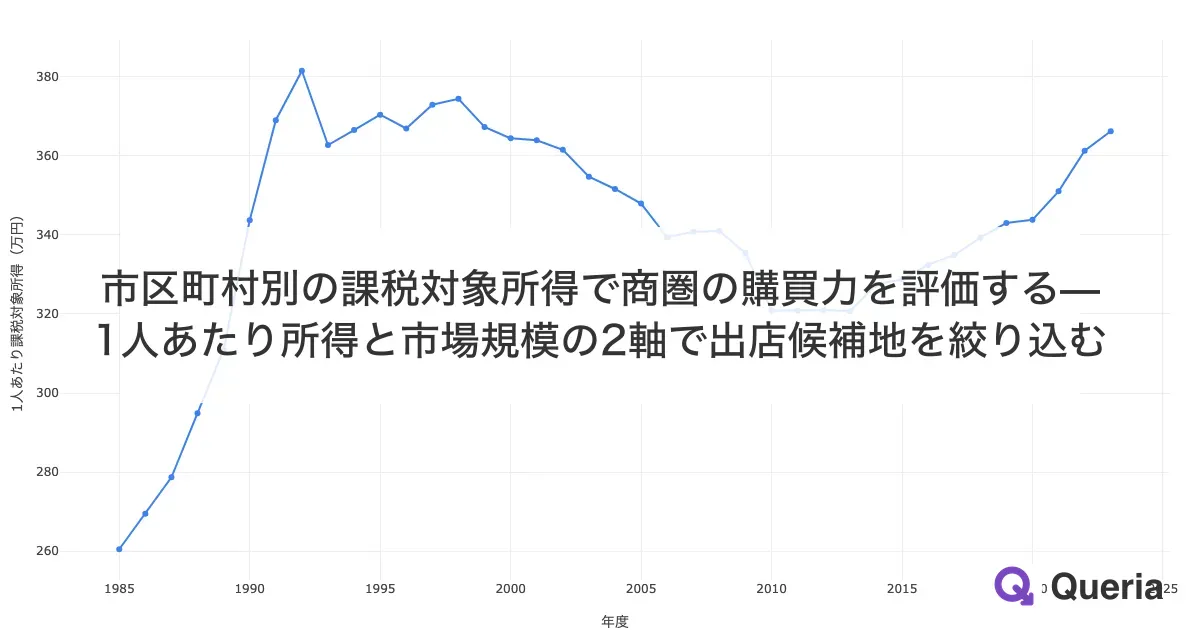 380
360
340
320
300
280
260
1人あたり課税対象所得（万円）
市区町村別の課税対象所得で商圏の購買力を評価する—
1人あたり所得と市場規模の2軸で出店候補地を絞り込む
1985
1990
1995
2000
2005
2010
2015
年度
Queria